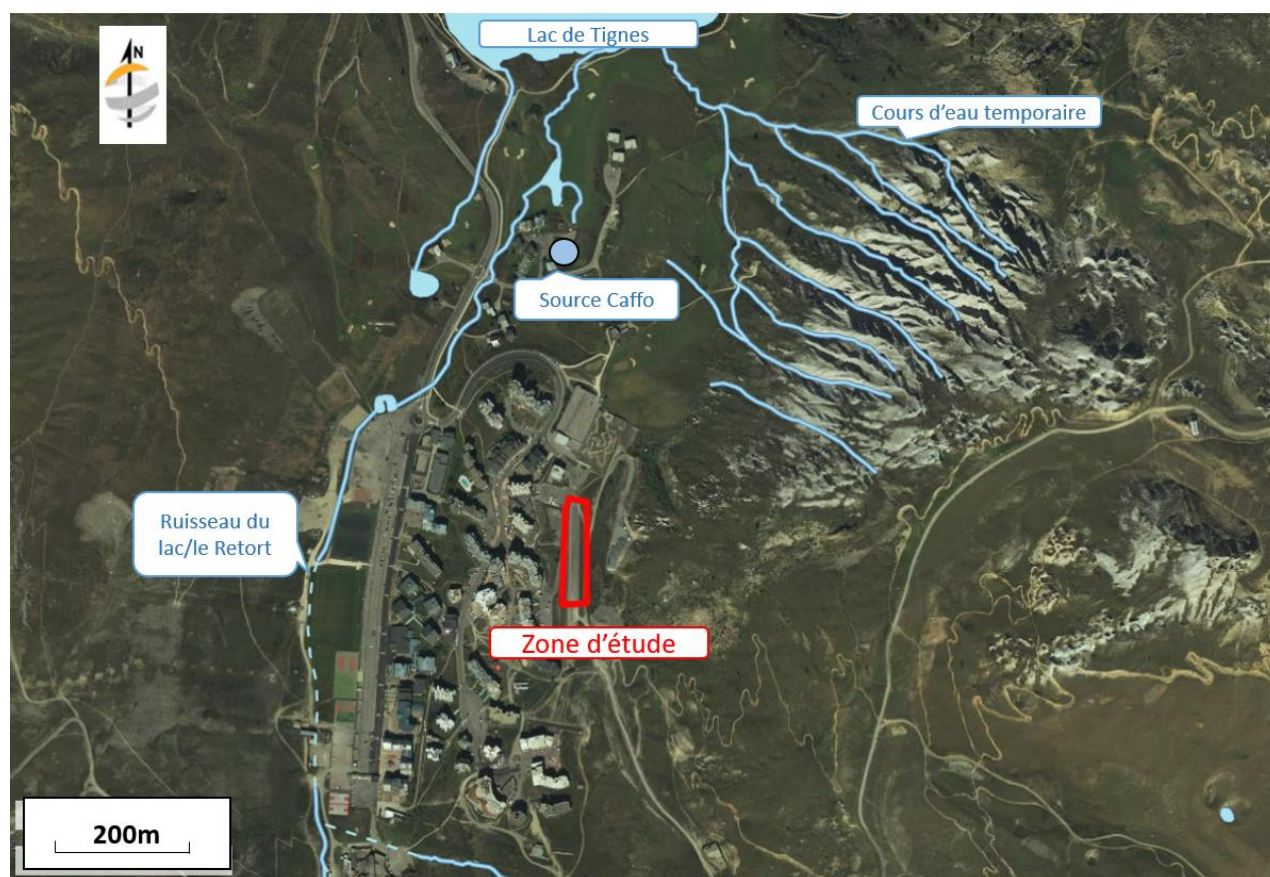 N
Lac de Tignes
Cours d’eau temporaire
Source Caffo
Ruisseau du
lac/le Retort
Zone d’étude
200m